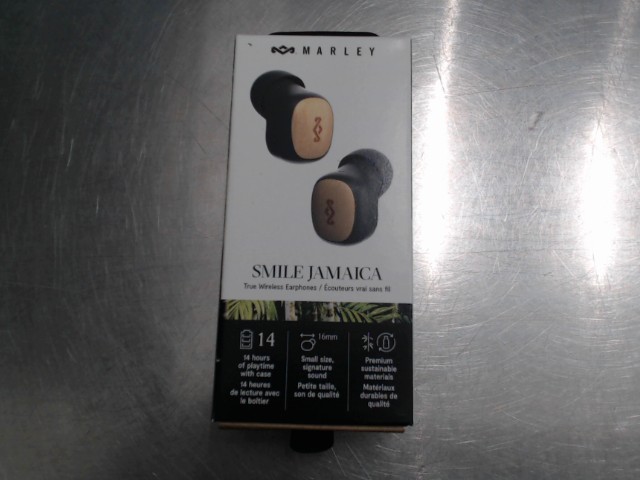 MARLEY
SMILE JAMAICA
True Wireless Earphones / Écouteurs vrai sans fil
14
14 hours
of playtime
with case
14 heures
de lecture avec
le boîtier
16mm
Small size,
signature
sound
Petite taille,
son de qualité
Premium
sustainable
materials
Matériaux
durables de
qualité